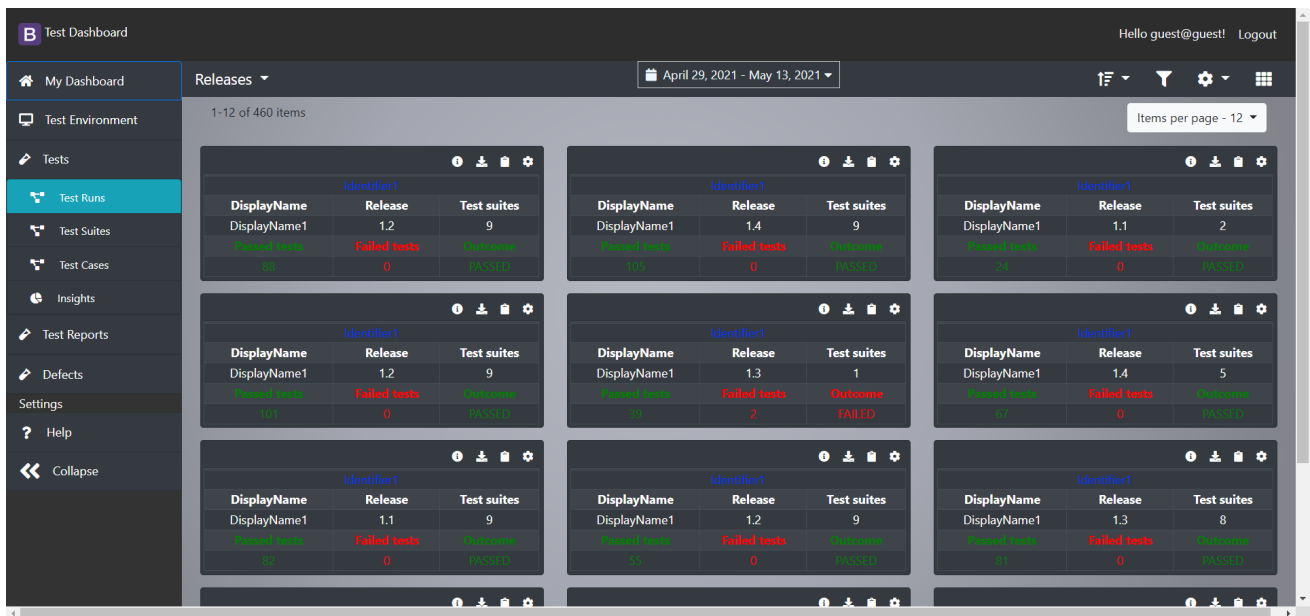 B Test Dashboard
Hello guest@guest! Logout
My Dashboard
Releases
April 29, 2021 - May 13, 2021
Test Environment
1-12 of 460 items
Items per page - 12
Tests
Test Runs
Test Suites
Test Cases
Insights
Test Reports
Defects
Settings
Help
Collapse
Identifier1
DisplayName Release Test suites
DisplayName1 1.2 9
Passed tests Failed tests Outcome
88 0 PASSED
Identifier1
DisplayName Release Test suites
DisplayName1 1.4 9
Passed tests Failed tests Outcome
105 0 PASSED
Identifier1
DisplayName Release Test suites
DisplayName1 1.1 2
Passed tests Failed tests Outcome
24 0 PASSED
Identifier1
DisplayName Release Test suites
DisplayName1 1.2 9
Passed tests Failed tests Outcome
101 0 PASSED
Identifier1
DisplayName Release Test suites
DisplayName1 1.3 1
Passed tests Failed tests Outcome
39 2 FAILED
Identifier1
DisplayName Release Test suites
DisplayName1 1.4 5
Passed tests Failed tests Outcome
67 0 PASSED
Identifier1
DisplayName Release Test suites
DisplayName1 1.1 9
Passed tests Failed tests Outcome
82 0 PASSED
Identifier1
DisplayName Release Test suites
DisplayName1 1.2 9
Passed tests Failed tests Outcome
55 0 PASSED
Identifier1
DisplayName Release Test suites
DisplayName1 1.3 8
Passed tests Failed tests Outcome
81 0 PASSED